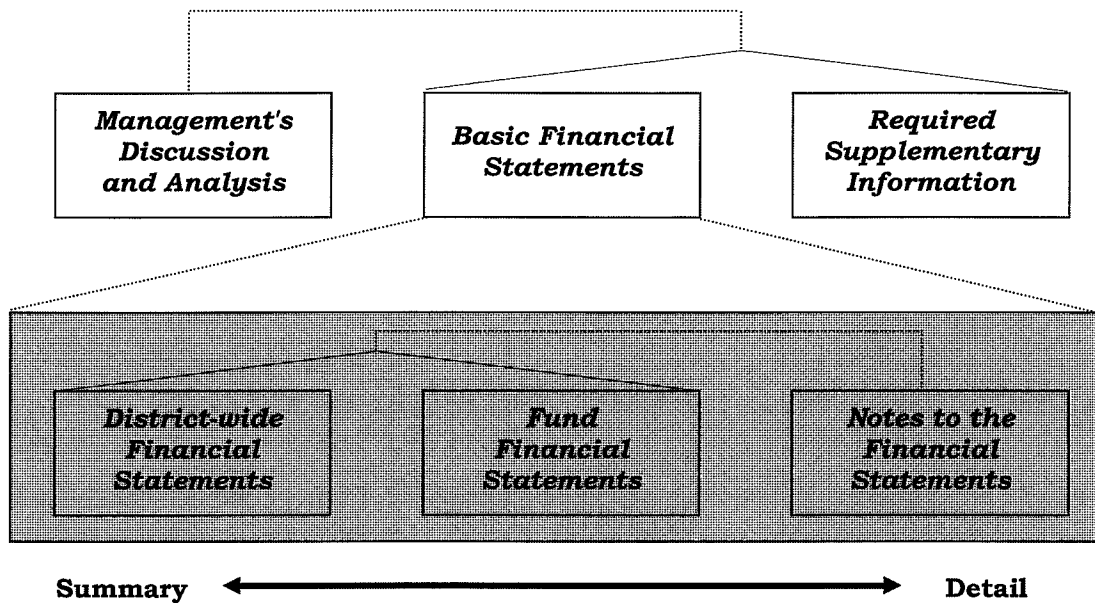 Management's
Discussion
and Analysis
Basic Financial
Statements
Required
Supplementary
Information
District-wide
Financial
Statements
Fund
Financial
Statements
Notes to the
Financial
Statements
Summary
Detail